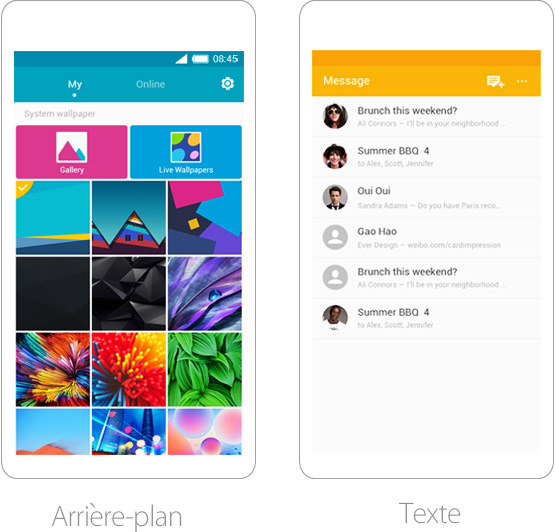 08:45
My
Online
System wallpaper
Gallery
Live Wallpapers
Arrière-plan
Message
Brunch this weekend?
Ali Connors — I'll be in your neighborhood ...
Summer BBQ 4
to Alex, Scott, Jennifer
Oui Oui
Sandra Adams — Do you have Paris reco...
Gao Hao
Ever Design — weibo.com/cardimpression
Brunch this weekend?
Ali Connors — I'll be in your neighborhood ...
Summer BBQ 4
to Alex, Scott, Jennifer
Texte